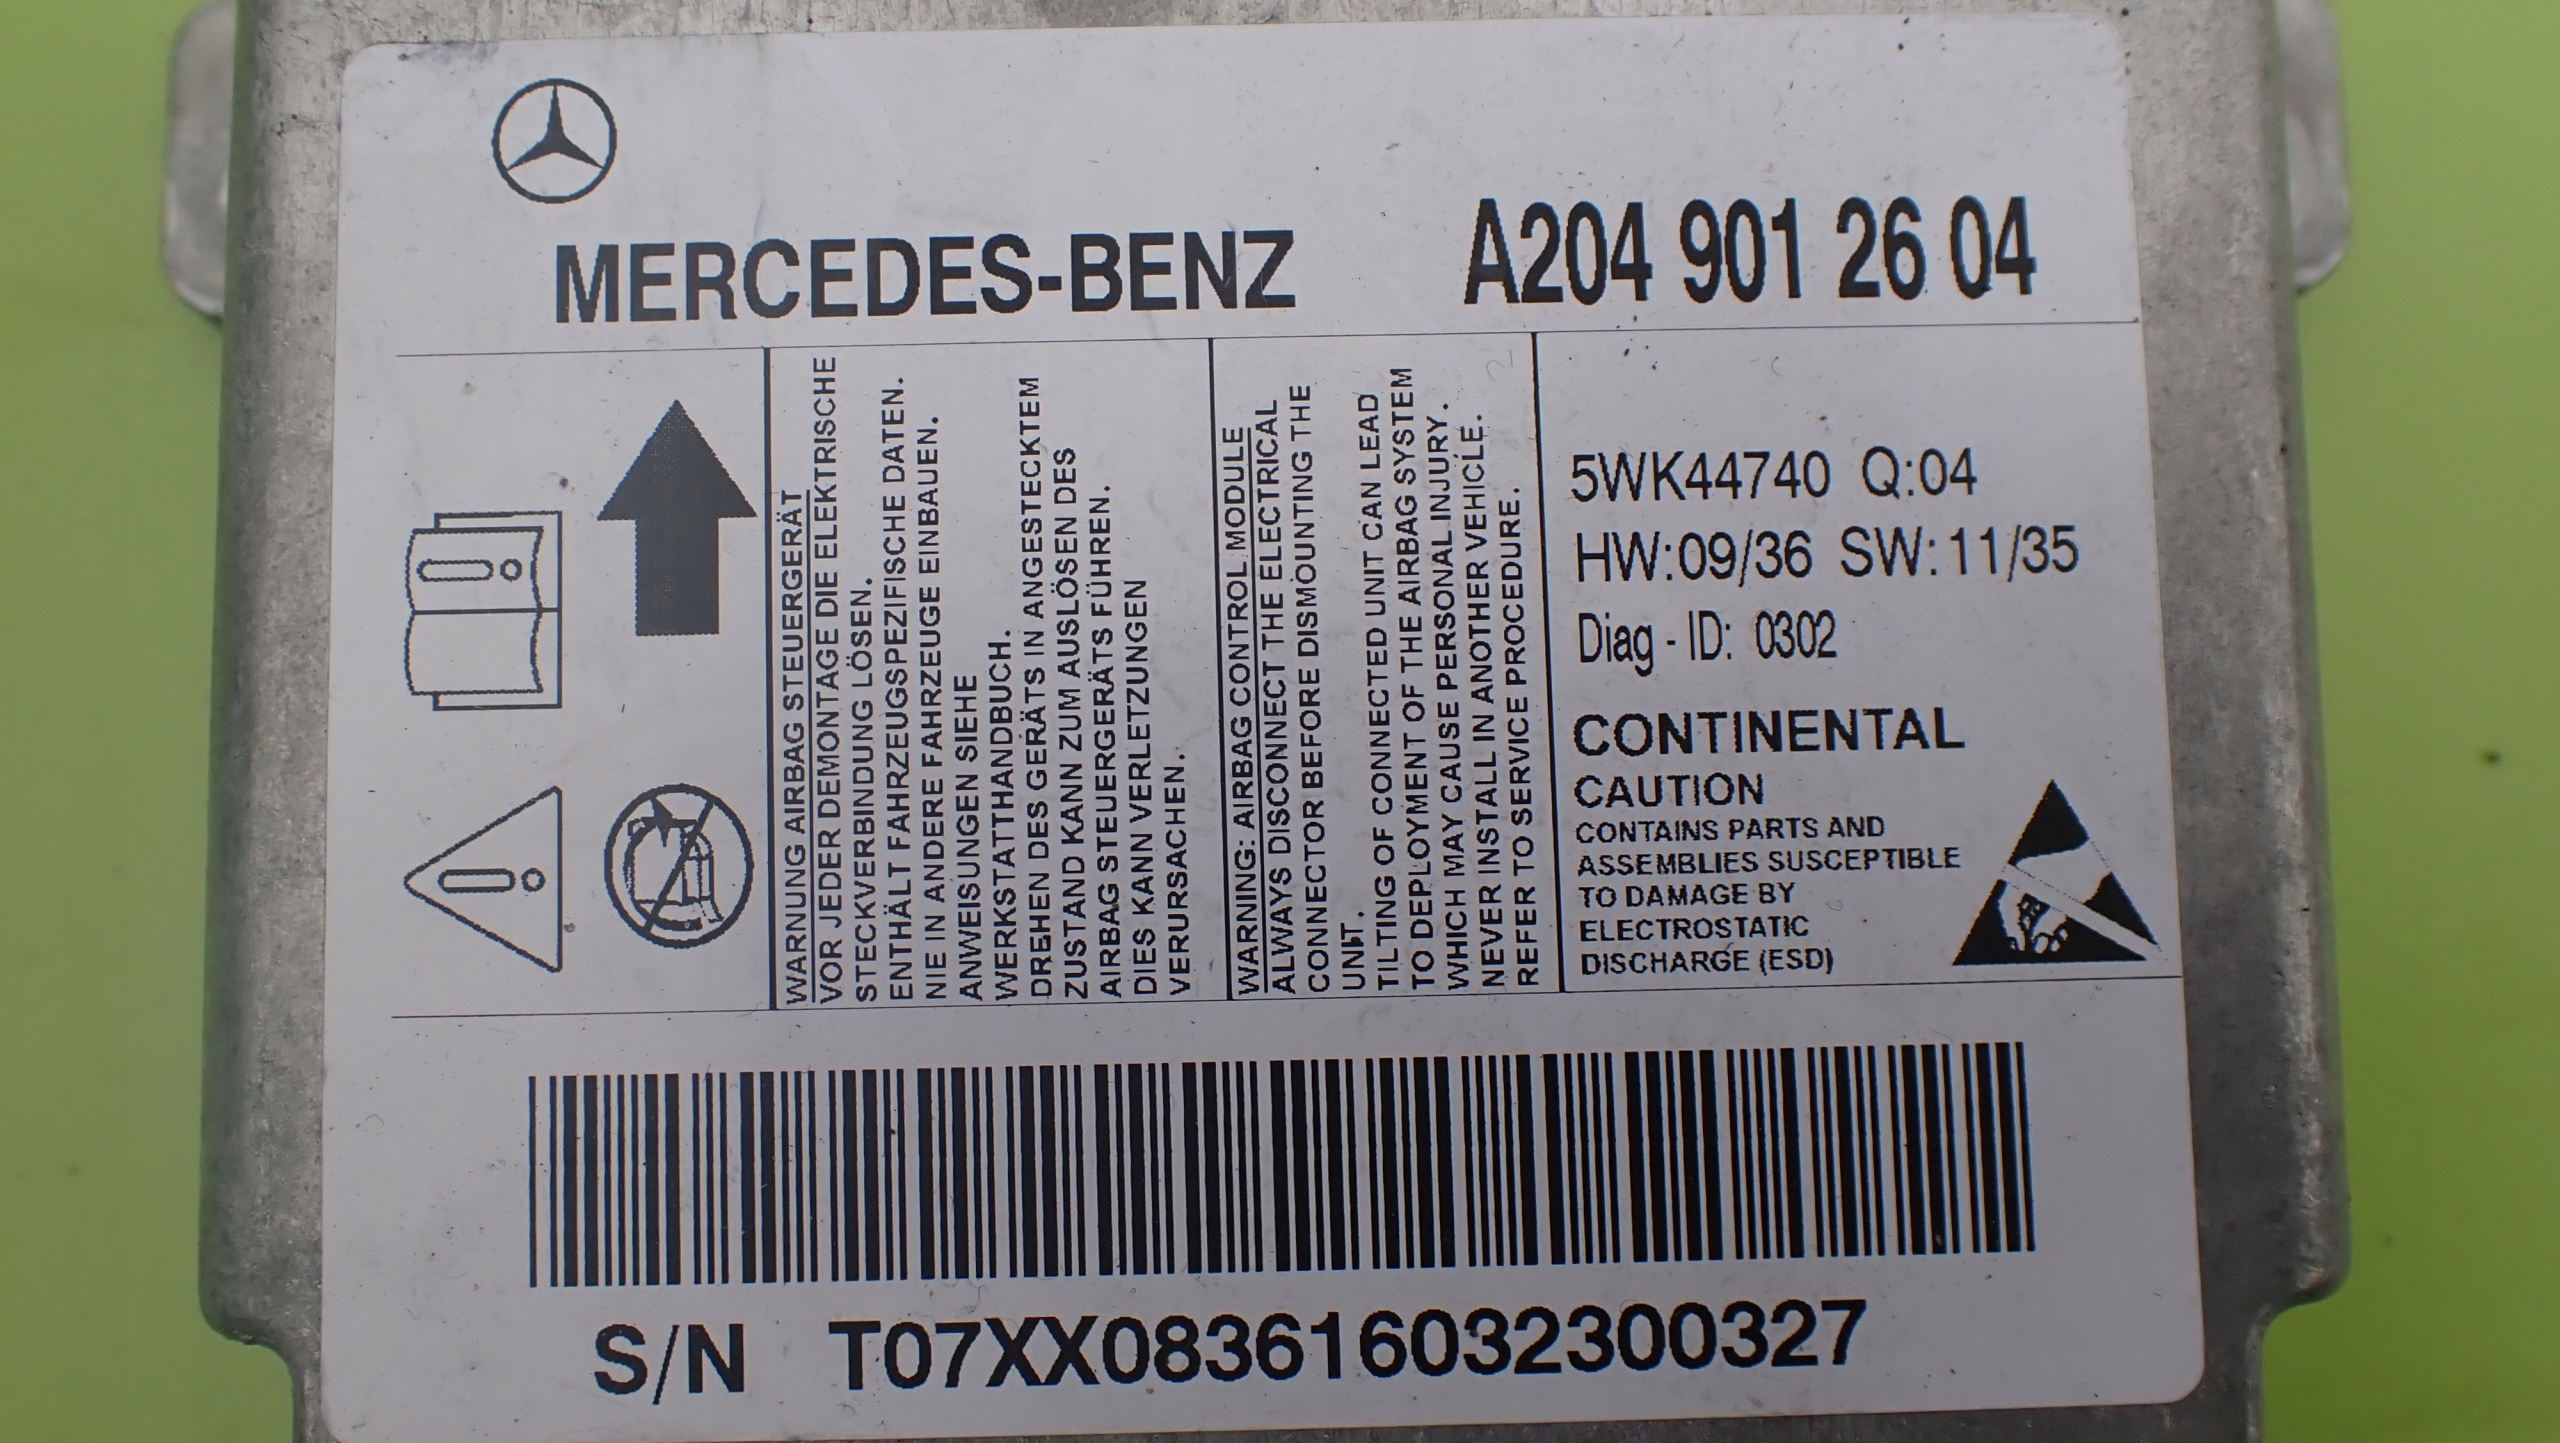 MERCEDES-BENZ
A204 901 26 04
WARNUNG AIRBAG STEUERGERÄT
VOR JEDER DEMONTAGE DIE ELEKTRISCHE
STECKVERBINDUNG LÖSEN.
ENTHÄLT FAHRZEUGSPEZIFISCHE DATEN.
NIE IN ANDERE FAHRZEUGE EINBAUEN.
ANWEISUNGEN SIEHE
WERKSTATTHANDBUCH.
DREHEN DES GERÄTS IN ANGESTECKTEM
ZUSTAND KANN ZUM AUSLÖSEN DES
AIRBAG STEUERGERÄTS FÜHREN.
DIES KANN VERLETZUNGEN
VERURSACHEN.
WARNING: AIRBAG CONTROL MODULE
ALWAYS DISCONNECT THE ELECTRICAL
CONNECTOR BEFORE DISMOUNTING THE
UNIT.
TILTING OF CONNECTED UNIT CAN LEAD
TO DEPLOYMENT OF THE AIRBAG SYSTEM
WHICH MAY CAUSE PERSONAL INJURY.
NEVER INSTALL IN ANOTHER VEHICLE.
REFER TO SERVICE PROCEDURE.
5WK44740 Q:04
HW:09/36 SW:11/35
Diag - ID: 0302
CONTINENTAL
CAUTION
CONTAINS PARTS AND
ASSEMBLIES SUSCEPTIBLE
TO DAMAGE BY
ELECTROSTATIC
DISCHARGE (ESD)
S/N T07XX083616032300327